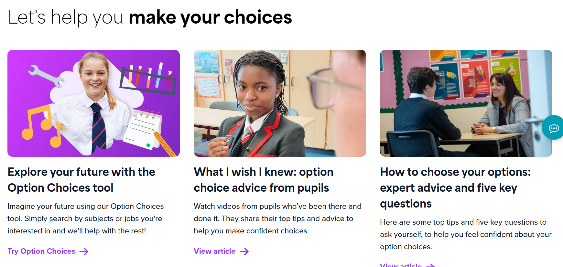 Let's help you make your choices
Explore your future with the
Option Choices tool
Imagine your future using our Option Choices
tool. Simply search by subjects or jobs you're
interested in and we'll help with the rest!
Try Option Choices →
What I wish I knew: option
choice advice from pupils
Watch videos from pupils who've been there and
done it. They share their top tips and advice to
help you make confident choices.
View article →
How to choose your options:
expert advice and five key
questions
Here are some top tips and five key questions to
ask yourself, to help you feel confident about your
option choices.
View article →